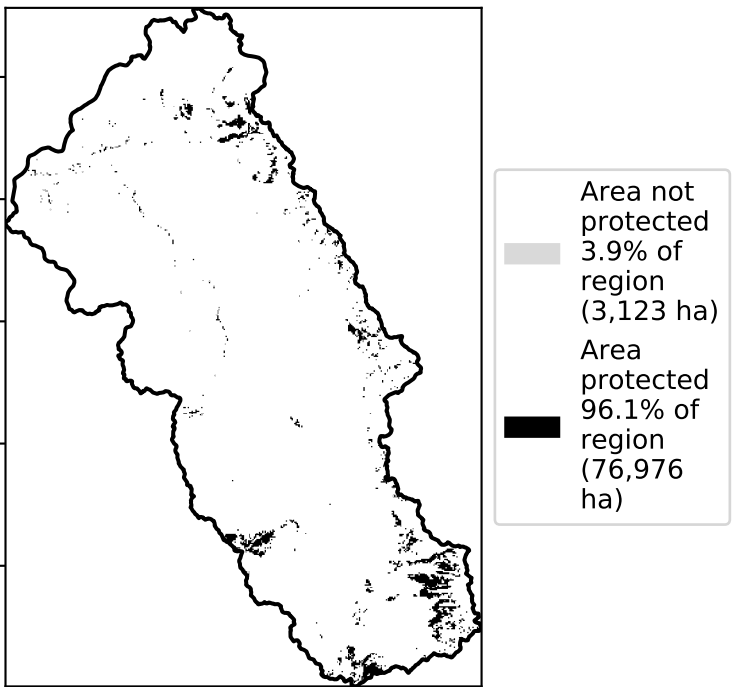 Area not
protected
3.9% of
region
(3,123 ha)
Area
protected
96.1% of
region
(76,976
ha)